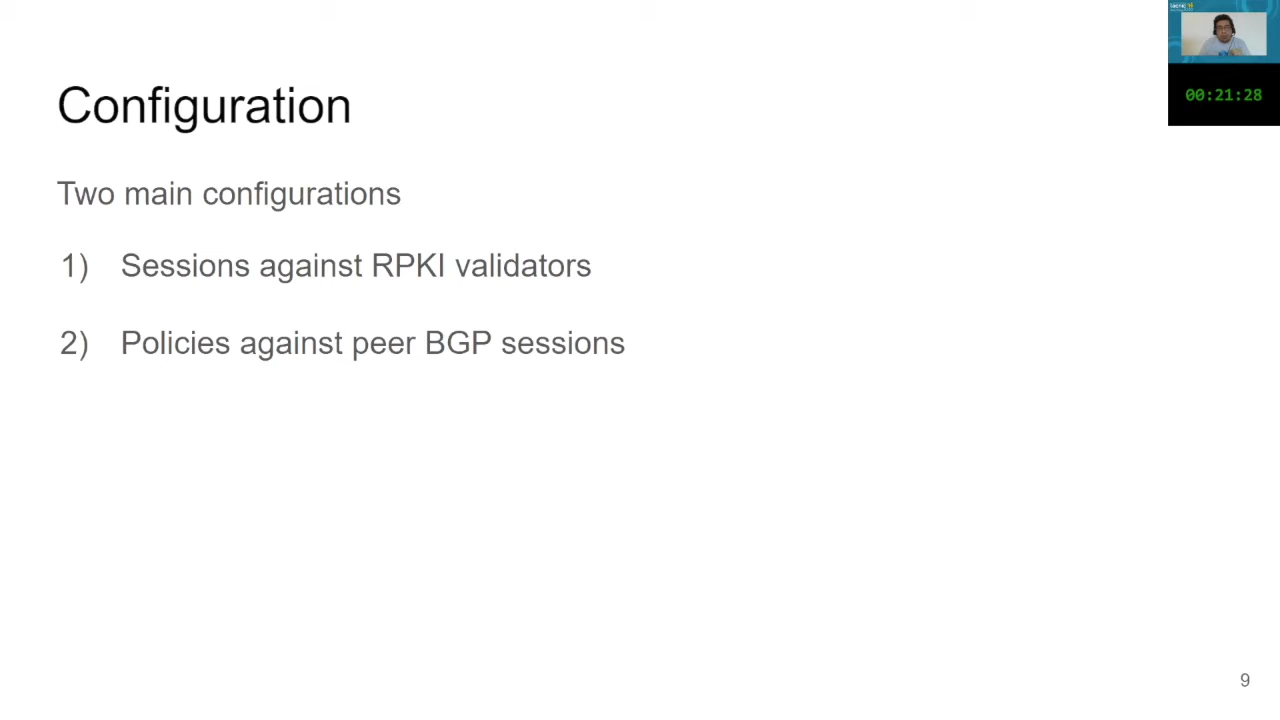 Configuration
Two main configurations
1) Sessions against RPKI validators
2) Policies against peer BGP sessions
00:21:28
9